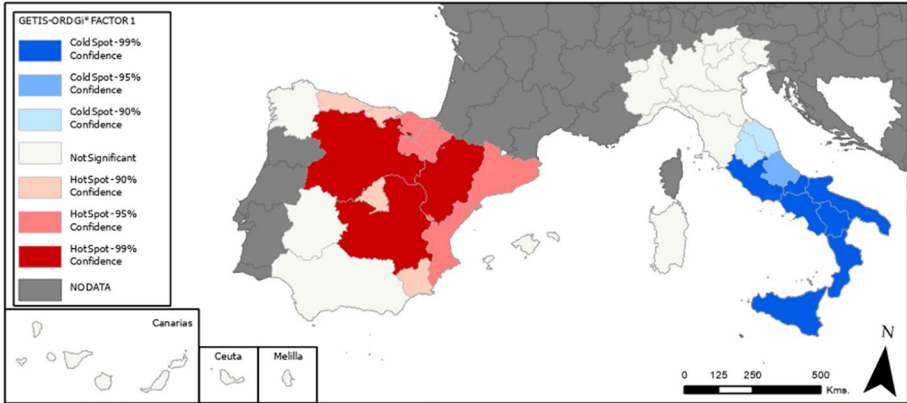 GETIS-ORD Gi* FACTOR 1
Cold Spot - 99%
Confidence
Cold Spot - 95%
Confidence
Cold Spot - 90%
Confidence
Not Significant
Hot Spot - 90%
Confidence
Hot Spot - 95%
Confidence
Hot Spot - 99%
Confidence
NO DATA
Canarias
Ceuta
Melilla
N
0 125 250 500
Kms.